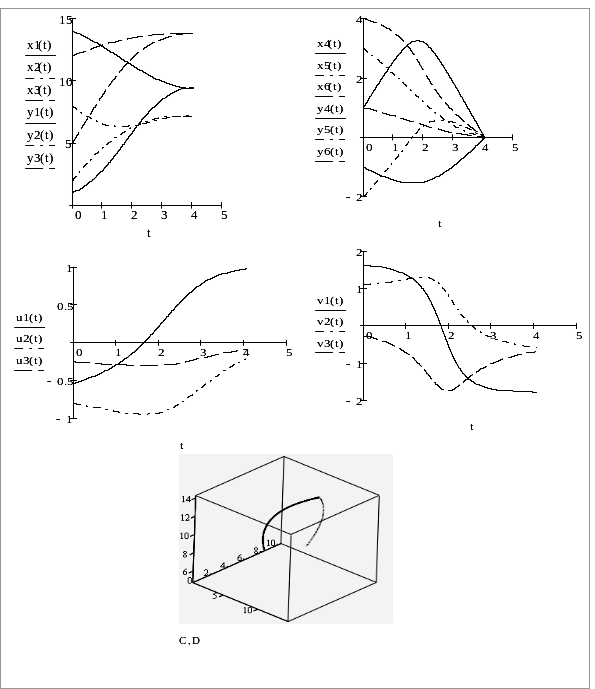 15
x1(t)
x2(t)
10
x3(t)
y1(t)
y2(t)
5
y3(t)
0 1 2 3 4 5
t
4
x4(t)
x5(t)
2
x6(t)
y4(t)
y5(t)
0 1 2 3 4 5
y6(t)
- 2
t
1
0.5
u1(t)
u2(t)
0 1 2 3 4 5
u3(t)
- 0.5
- 1
t
2
1
v1(t)
v2(t)
0 1 2 3 4 5
v3(t)
- 1
- 2
t
14
12
10
8
6
0
2
4
6
8
10
5
10
C,D